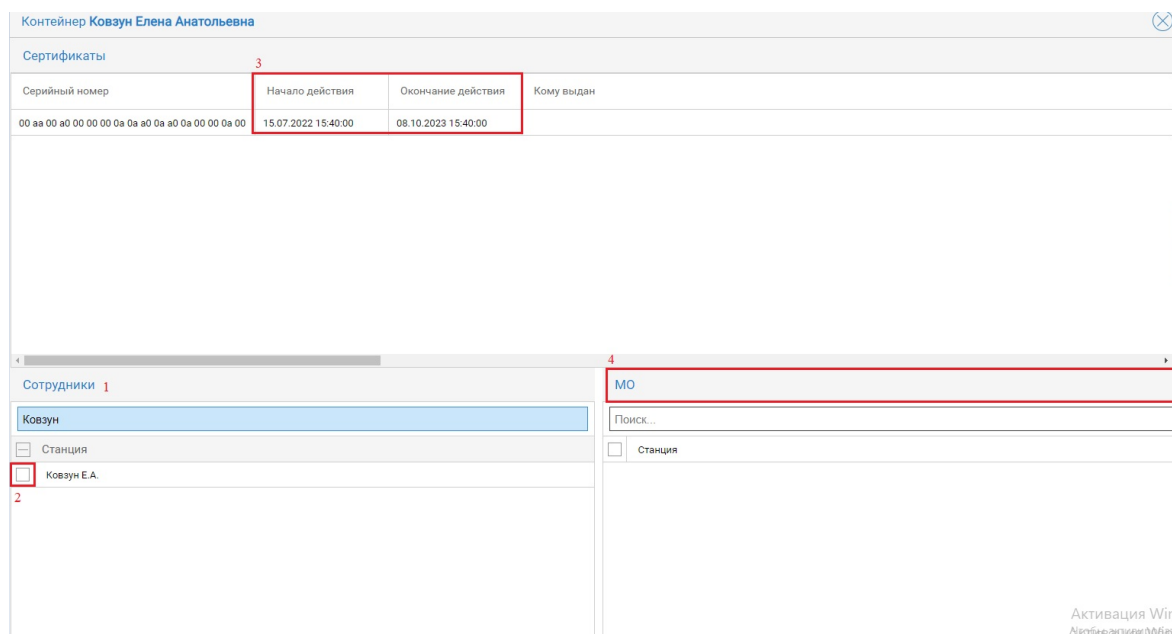 Контейнер Ковзун Елена Анатольевна
Сертификаты
3
Серийный номер Начало действия Окончание действия Кому выдан
00 aa 00 a0 00 00 00 0a 0a a0 0a a0 0a 00 00 0a 00 15.07.2022 15:40:00 08.10.2023 15:40:00
4
Сотрудники 1 МО
Ковзун Поиск...
Станция Станция
Ковзун Е.А.
2
Активация Win